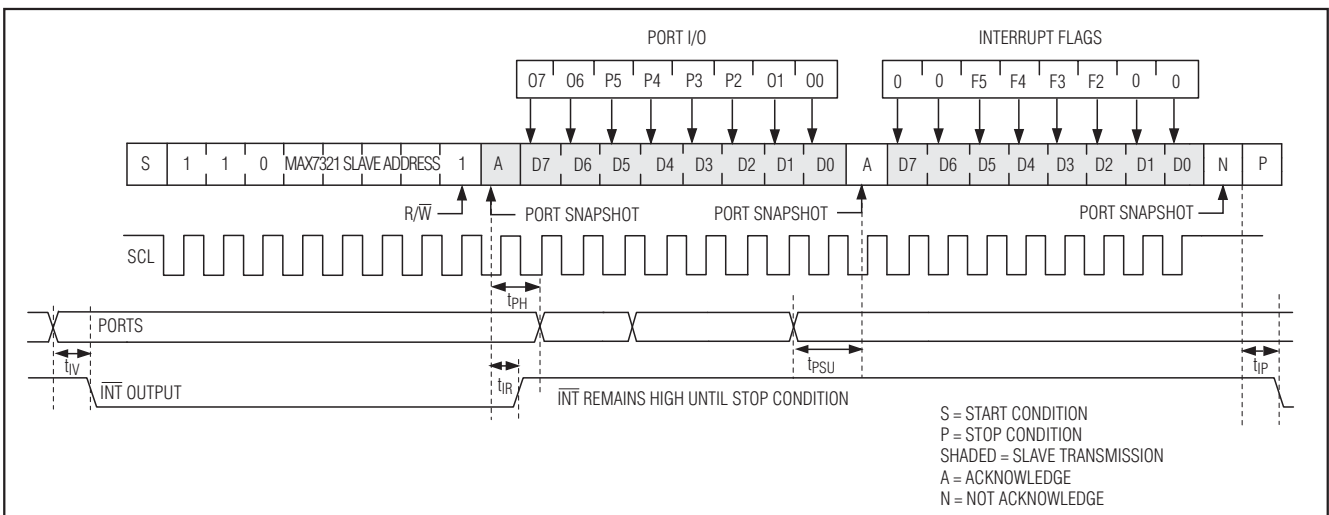 PORT I/O
INTERRUPT FLAGS
O7 O6 P5 P4 P3 P2 O1 O0
0 0 F5 F4 F3 F2 0 0
S 1 1 0 MAX7321 SLAVE ADDRESS 1 A D7 D6 D5 D4 D3 D2 D1 D0 A D7 D6 D5 D4 D3 D2 D1 D0 N P
R/W̅ PORT SNAPSHOT PORT SNAPSHOT PORT SNAPSHOT
SCL
tPH
PORTS
tIV
tIR
tPSU
tIP
I̅N̅T̅ OUTPUT
I̅N̅T̅ REMAINS HIGH UNTIL STOP CONDITION
S = START CONDITION
P = STOP CONDITION
SHADED = SLAVE TRANSMISSION
A = ACKNOWLEDGE
N = NOT ACKNOWLEDGE